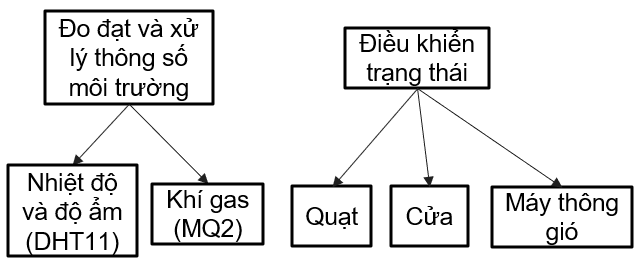 Đo đạt và xử
lý thông số
môi trường
Điều khiển
trạng thái
Nhiệt độ
và độ ẩm
(DHT11)
Khí gas
(MQ2)
Quạt
Cửa
Máy thông
gió